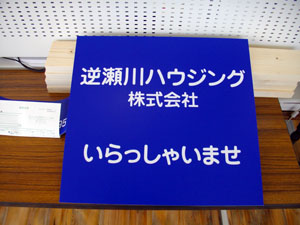 逆瀬川ハウジング
株式会社
いらっしゃいませ